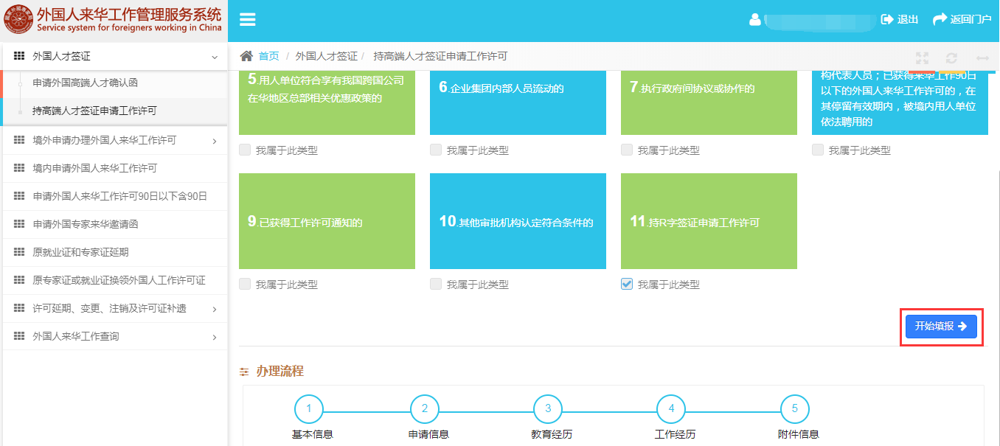 外国人来华工作管理服务系统
Service system for foreigners working in China
退出
返回门户
外国人才签证
申请外国高端人才确认函
持高端人才签证申请工作许可
境外申请办理外国人来华工作许可
境内申请外国人来华工作许可
申请外国人来华工作许可90日以下含90日
申请外国专家来华邀请函
原就业证和专家证延期
原专家证或就业证换领外国人工作许可证
许可延期、变更、注销及许可证补遗
外国人来华工作查询
首页 / 外国人才签证 / 持高端人才签证申请工作许可
5.用人单位符合享有我国跨国公司
在华地区总部相关优惠政策的
6.企业集团内部人员流动的
7.执行政府间协议或协作的
构代表人员；已获得来华工作90日
以下的外国人来华工作许可的，在
其停留有效期内，被境内用人单位
依法聘用的
我属于此类型
我属于此类型
我属于此类型
我属于此类型
9.已获得工作许可通知的
10.其他审批机构认定符合条件的
11.持R字签证申请工作许可
我属于此类型
我属于此类型
我属于此类型
开始填报
办理流程
1
2
3
4
5
基本信息
申请信息
教育经历
工作经历
附件信息